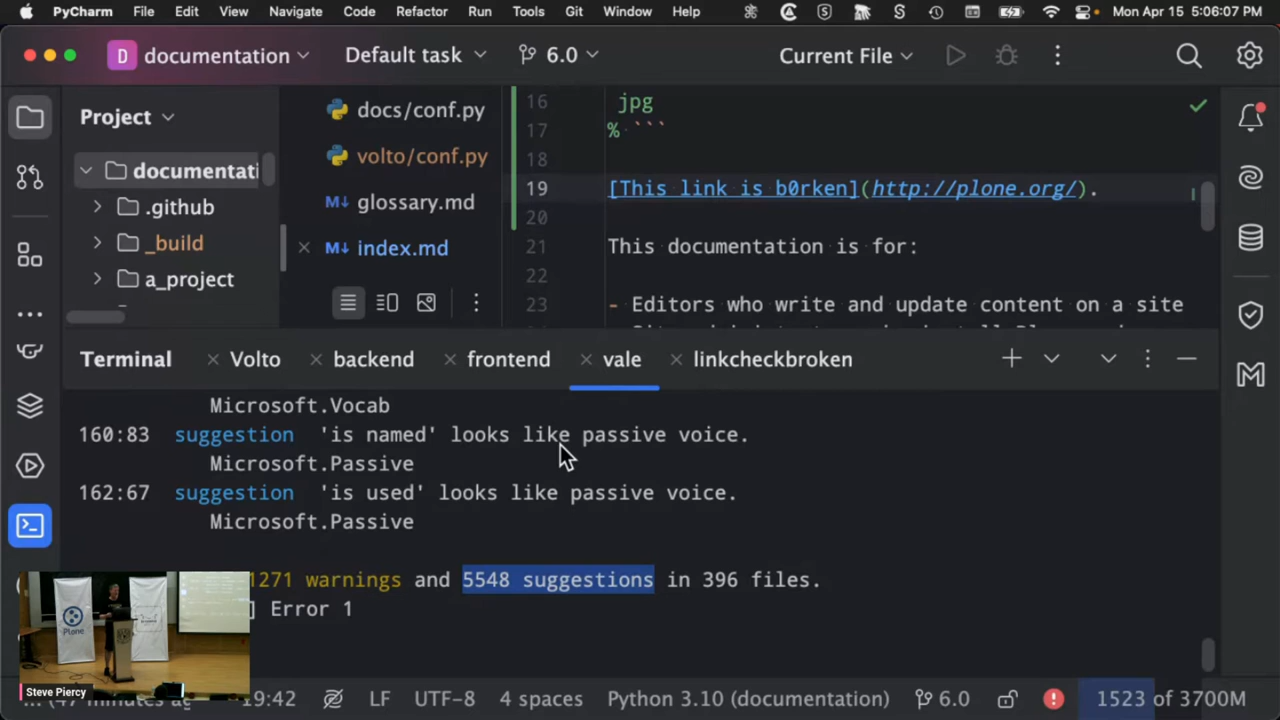 PyCharm File Edit View Navigate Code Refactor Run Tools Git Window Help Mon Apr 15 5:06:07 PM
D documentation Default task 6.0 Current File
Project
documentati
.github
_build
a_project
docs/conf.py
volto/conf.py
glossary.md
index.md
16 jpg
17 % ```
18
19 [This link is b0rken](http://plone.org/).
20
21 This documentation is for:
22
23 - Editors who write and update content on a site
Terminal Volto backend frontend vale linkcheckbroken
Microsoft.Vocab
160:83 suggestion 'is named' looks like passive voice.
Microsoft.Passive
162:67 suggestion 'is used' looks like passive voice.
Microsoft.Passive
1271 warnings and 5548 suggestions in 396 files.
] Error 1
Plone
Steve Piercy
(47 minutes ag 19:42 LF UTF-8 4 spaces Python 3.10 (documentation) 6.0 1523 of 3700M